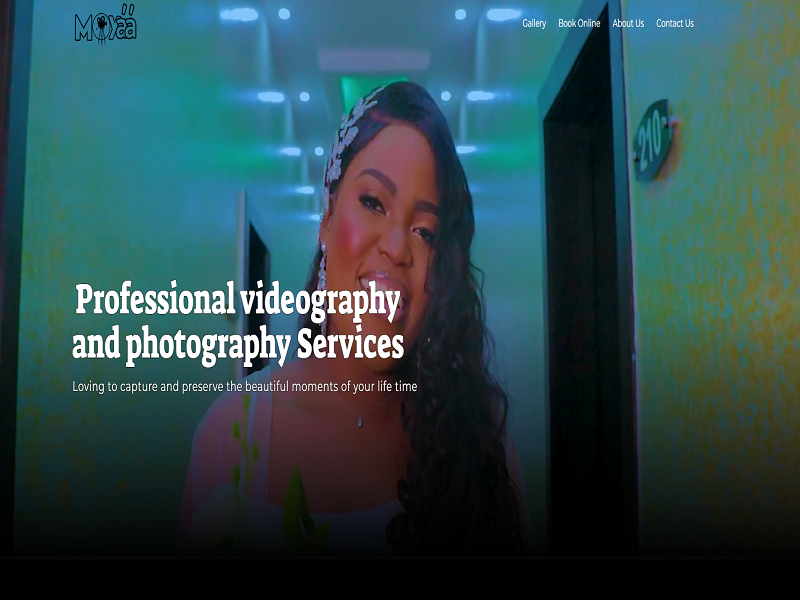 Moyaa
Gallery Book Online About Us Contact Us
210
Professional videography
and photography Services
Loving to capture and preserve the beautiful moments of your life time